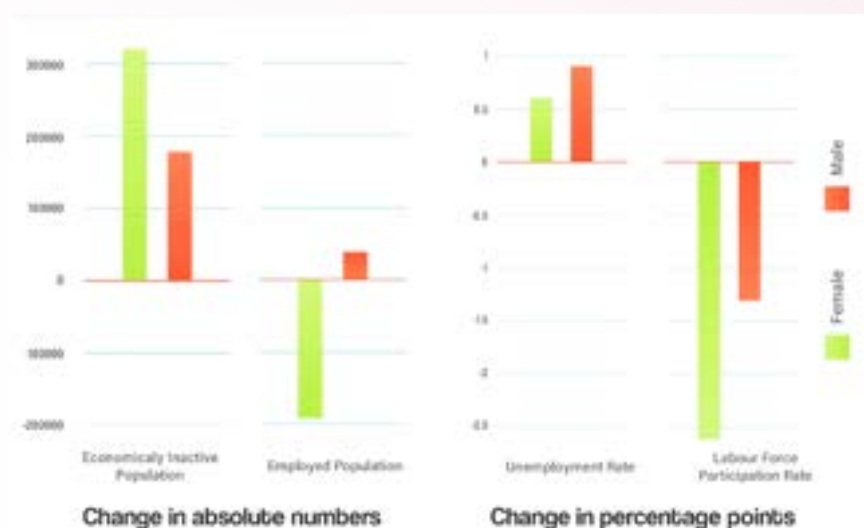 300000
200000
100000
0
100000
-200000
Economicaly Inactive
Population
Employed Population
Change in absolute numbers
1
0.5
0
-0.5
-1
-1.5
-2
-2.5
Unemployment Rate
Labour Force
Participation Rate
Change in percentage points
Male
Female